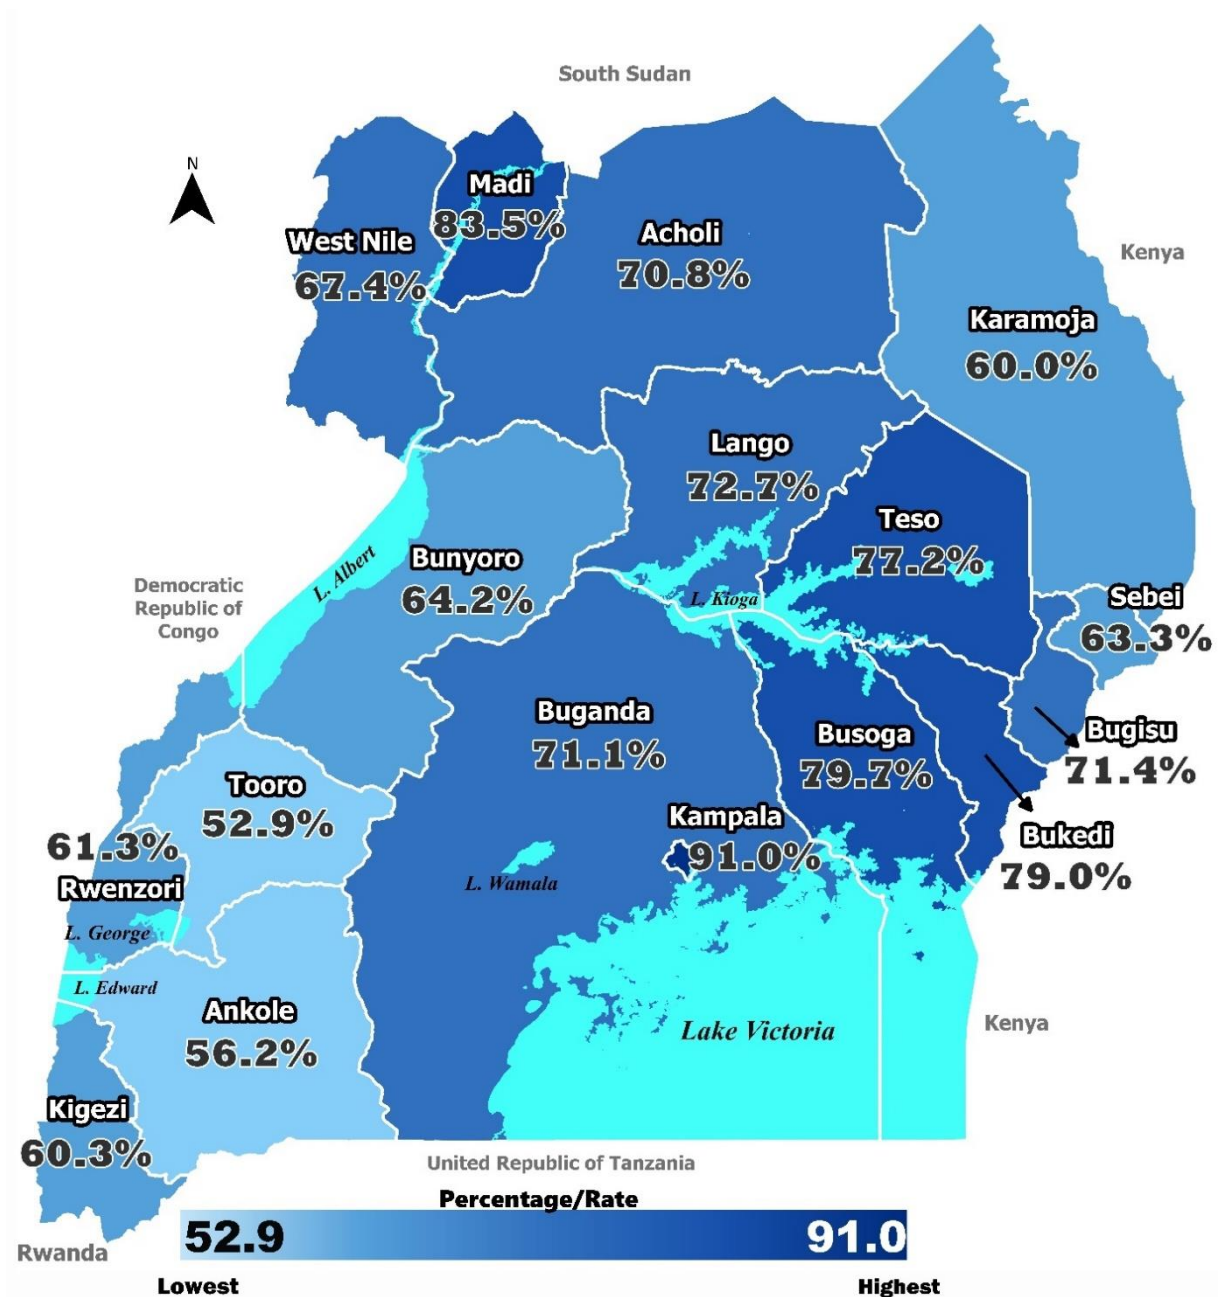 South Sudan
N
Madi
83.5%
West Nile
67.4%
Acholi
70.8%
Kenya
Karamoja
60.0%
Lango
72.7%
Teso
77.2%
L. Albert
Bunyoro
64.2%
Democratic
Republic of
Congo
L. Kioga
Sebei
63.3%
Buganda
71.1%
Busoga
79.7%
Bugisu
71.4%
Tooro
52.9%
Kampala
91.0%
Bukedi
79.0%
61.3%
Rwenzori
L. Wamala
L. George
L. Edward
Ankole
56.2%
Lake Victoria
Kenya
Kigezi
60.3%
United Republic of Tanzania
Percentage/Rate
52.9
91.0
Rwanda
Lowest
Highest